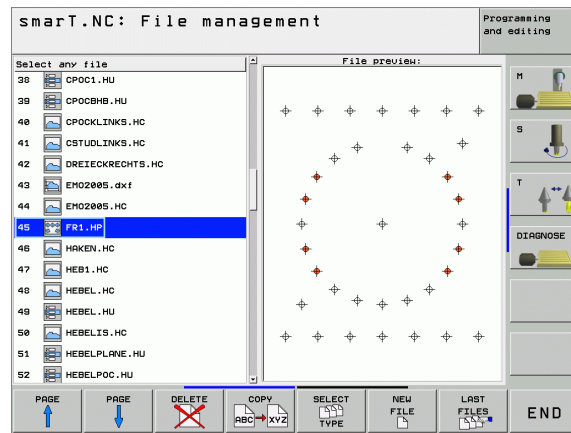 smarT.NC: File management
Programming
and editing
Select any file
File preview:
38 CPOC1.HU
39 CPOCBHB.HU
40 CPOCKLINKS.HC
41 CSTUDLINKS.HC
42 DREIECKRECHTS.HC
43 EMO2005.dxf
44 EMO2005.HC
45 FR1.HP
46 HAKEN.HC
47 HEB1.HC
48 HEBEL.HC
49 HEBEL.HU
50 HEBELIS.HC
51 HEBELPLANE.HU
52 HEBELPOC.HU
M
S
T
DIAGNOSE
PAGE
PAGE
DELETE
COPY
ABC XYZ
SELECT
TYPE
NEW
FILE
LAST
FILES
END